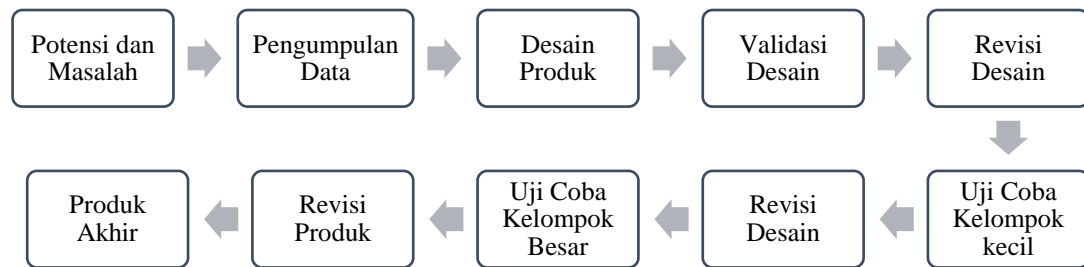 Potensi dan
Masalah
Pengumpulan
Data
Desain
Produk
Validasi
Desain
Revisi
Desain
Uji Coba
Kelompok
kecil
Revisi
Desain
Uji Coba
Kelompok
Besar
Revisi
Produk
Produk
Akhir